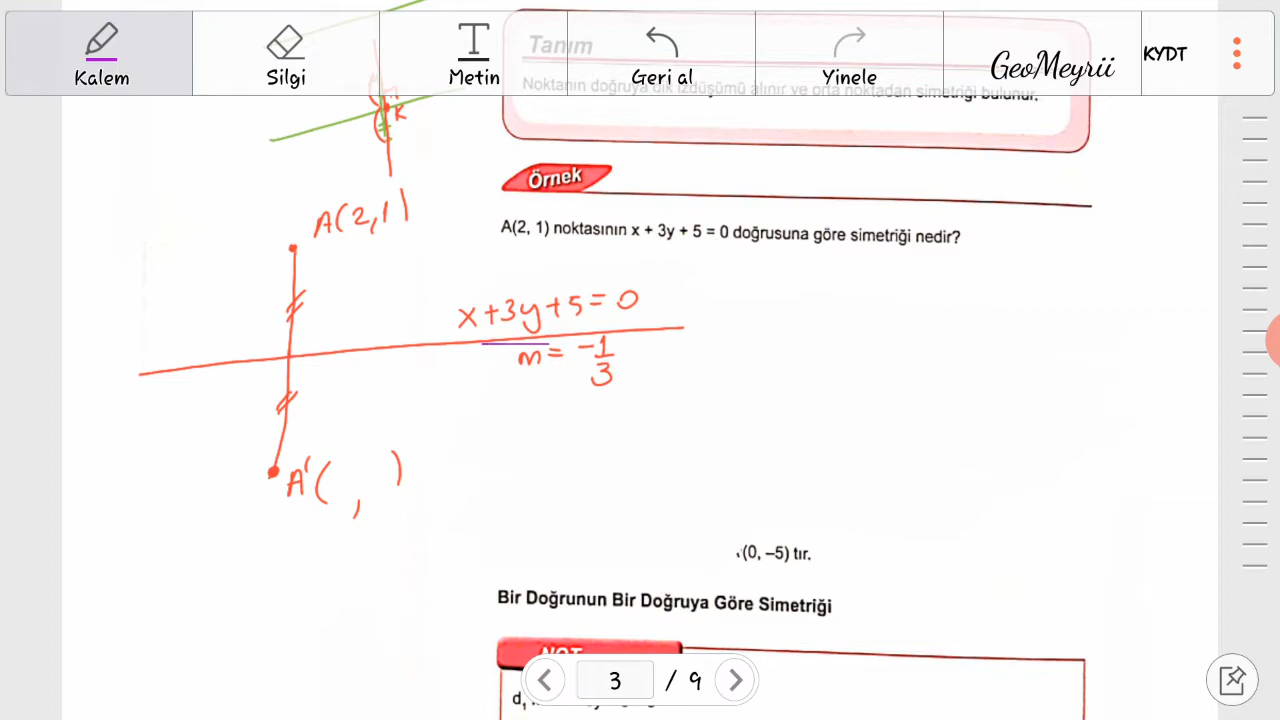 Kalem
Silgi
Metin
Geri al
Yinele
GeoMeyrii
KYDT
Tanım
Noktanın doğruya dik izdüşümü alınır ve orta noktadan simetriği bulunur.
K
Örnek
A(2, 1) noktasının x + 3y + 5 = 0 doğrusuna göre simetriği nedir?
A(2,1)
x+3y+5=0
m = -1/3
A'( , )
(0, –5) tır.
Bir Doğrunun Bir Doğruya Göre Simetriği
NOT
3 / 9